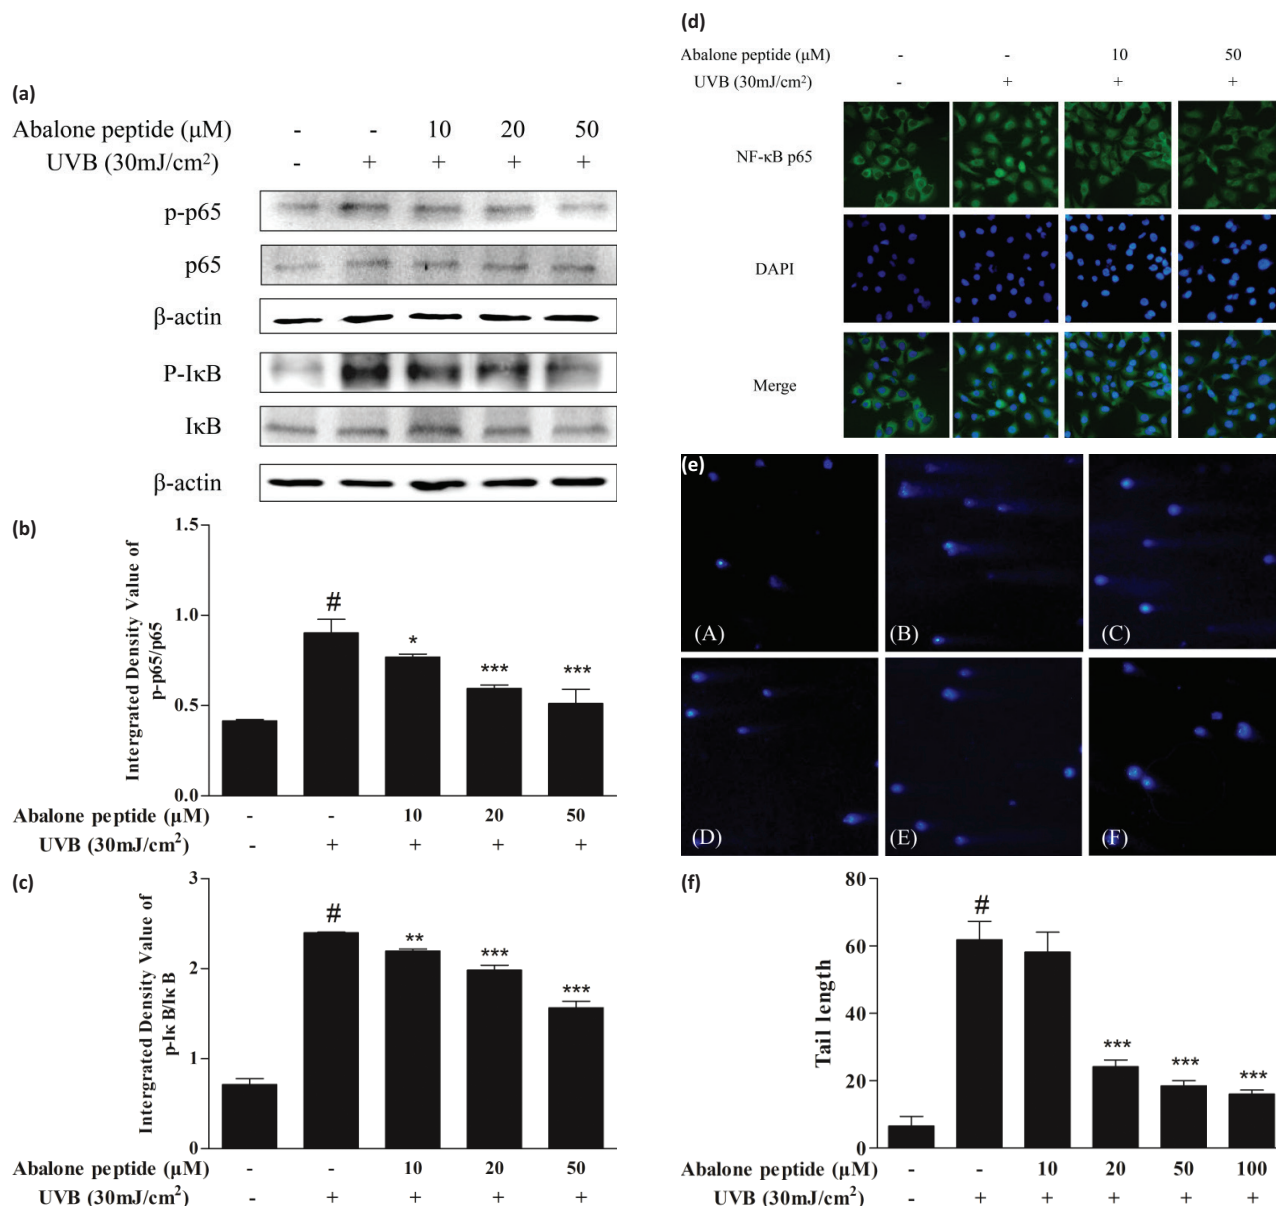 (a)
Abalone peptide (μM) - - 10 20 50
UVB (30mJ/cm²) - + + + +
p-p65
p65
β-actin
P-IκB
IκB
β-actin
(b)
Intergrated Density Value of
p-p65/p65
1.5
1.0
0.5
0.0
#
*
***
***
Abalone peptide (μM) - - 10 20 50
UVB (30mJ/cm²) - + + + +
(c)
Intergrated Density Value of
p-IκB/IκB
3
2
1
0
#
**
***
***
Abalone peptide (μM) - - 10 20 50
UVB (30mJ/cm²) - + + + +
(d)
Abalone peptide (μM) - - 10 50
UVB (30mJ/cm²) - + + +
NF-κB p65
DAPI
Merge
(e)
(A) (B) (C)
(D) (E) (F)
(f)
Tail length
80
60
40
20
0
#
***
***
***
Abalone peptide (μM) - - 10 20 50 100
UVB (30mJ/cm²) - + + + + +